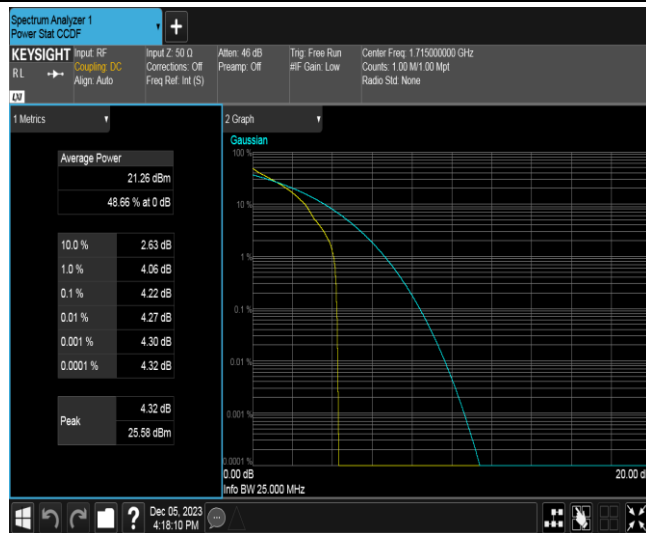 Spectrum Analyzer 1
Power Stat CCDF
+
KEYSIGHT
RL
Input: RF
Coupling: DC
Align: Auto
Input Z: 50 Ω
Corrections: Off
Freq Ref: Int (S)
Atten: 46 dB
Preamp: Off
Trig: Free Run
#IF Gain: Low
Center Freq: 1.715000000 GHz
Counts: 1.00 M/1.00 Mpt
Radio Std: None
LXI
1 Metrics
Average Power
21.26 dBm
48.66 % at 0 dB
10.0 % 2.63 dB
1.0 % 4.06 dB
0.1 % 4.22 dB
0.01 % 4.27 dB
0.001 % 4.30 dB
0.0001 % 4.32 dB
Peak
4.32 dB
25.58 dBm
2 Graph
Gaussian
100 %
10 %
1 %
0.1 %
0.01 %
0.001 %
0.0001 %
0.00 dB
20.00 d
Info BW 25.000 MHz
?
Dec 05, 2023
4:18:10 PM